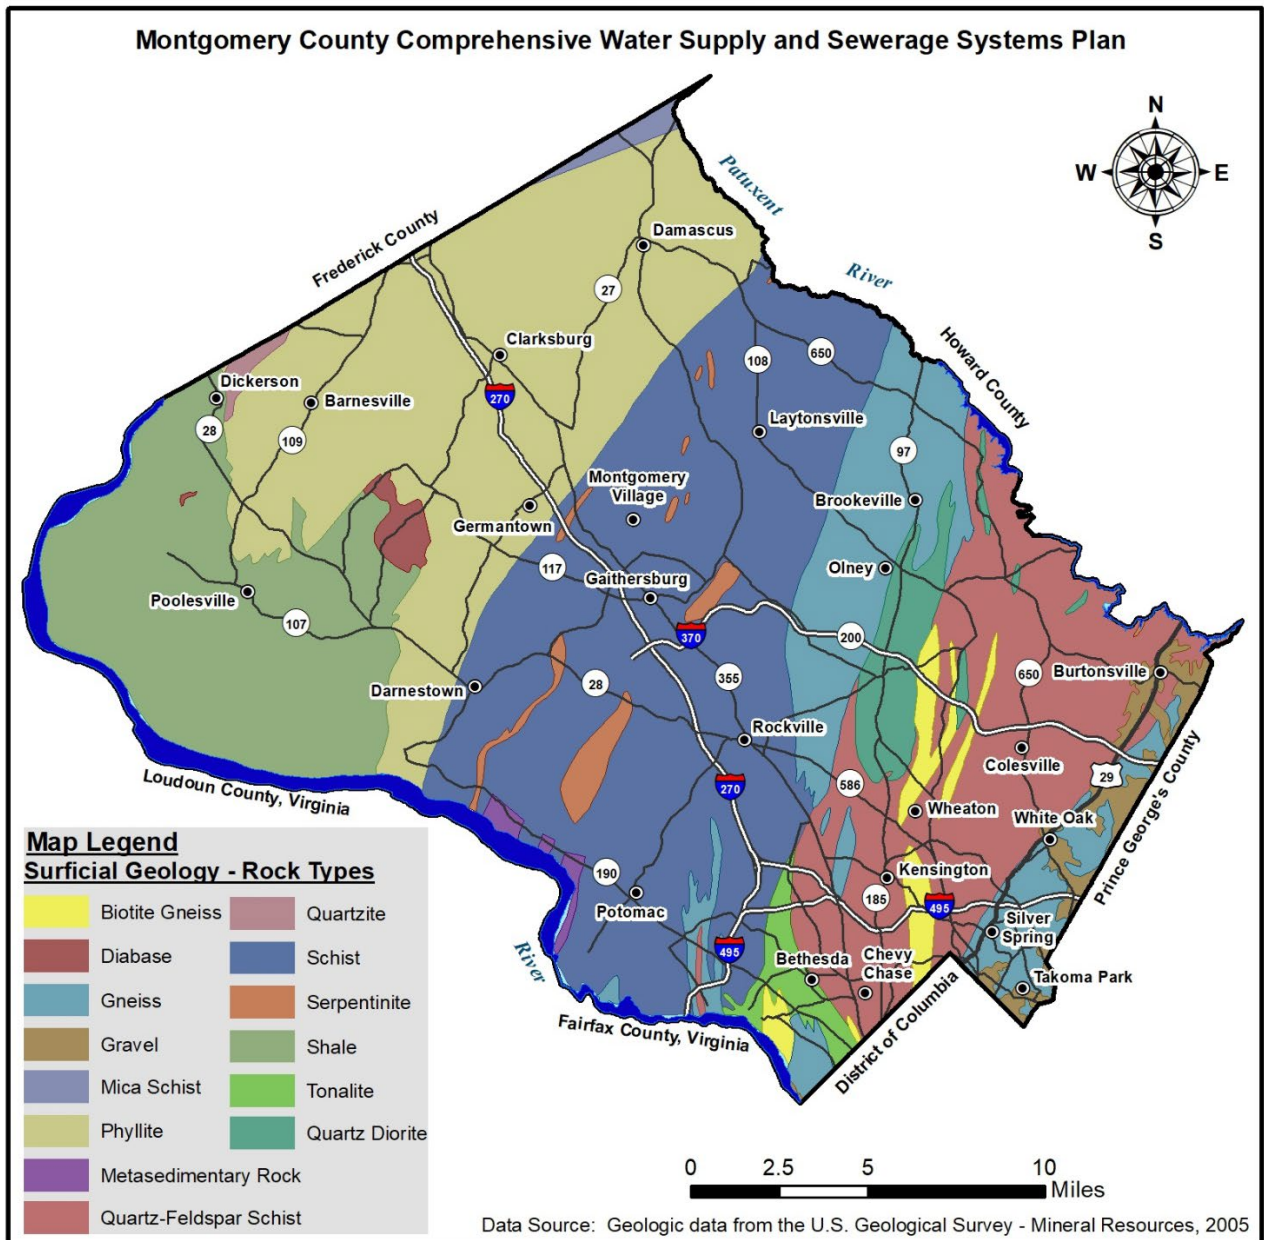 Montgomery County Comprehensive Water Supply and Sewerage Systems Plan
N
W
E
S
Patuxent
River
Frederick County
Howard County
Damascus
27
Clarksburg
270
Dickerson
Barnesville
28
109
108
650
Laytonsville
97
Montgomery
Village
Brookeville
Germantown
117
Gaithersburg
Olney
Poolesville
107
370
200
Darnestown
28
355
650
Burtonsville
Rockville
Colesville
29
Prince George's County
Loudoun County, Virginia
270
586
Wheaton
White Oak
190
Potomac
Kensington
185
495
Silver
Spring
River
495
Bethesda
Chevy
Chase
Takoma Park
District of Columbia
Fairfax County, Virginia
Map Legend
Surficial Geology - Rock Types
Biotite Gneiss
Diabase
Gneiss
Gravel
Mica Schist
Phyllite
Metasedimentary Rock
Quartz-Feldspar Schist
Quartzite
Schist
Serpentinite
Shale
Tonalite
Quartz Diorite
0 2.5 5 10
Miles
Data Source: Geologic data from the U.S. Geological Survey - Mineral Resources, 2005